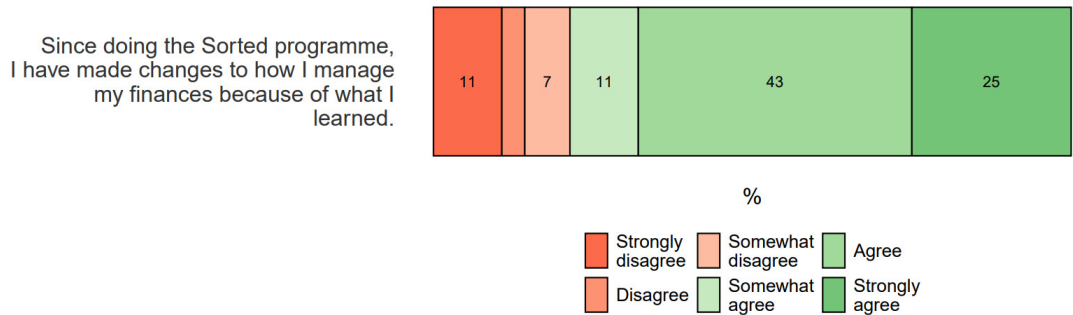 Since doing the Sorted programme,
I have made changes to how I manage
my finances because of what I
learned.
11
7
11
43
25
%
Strongly
disagree
Somewhat
disagree
Agree
Disagree
Somewhat
agree
Strongly
agree